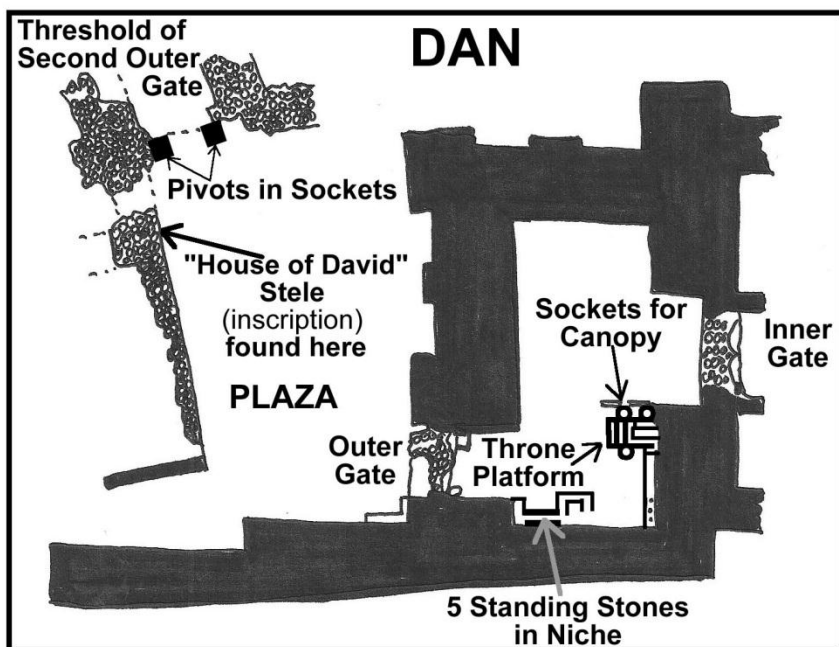 DAN
Threshold of
Second Outer
Gate
Pivots in Sockets
"House of David"
Stele
(inscription)
found here
PLAZA
Sockets for
Canopy
Inner
Gate
Outer
Gate
Throne
Platform
5 Standing Stones
in Niche